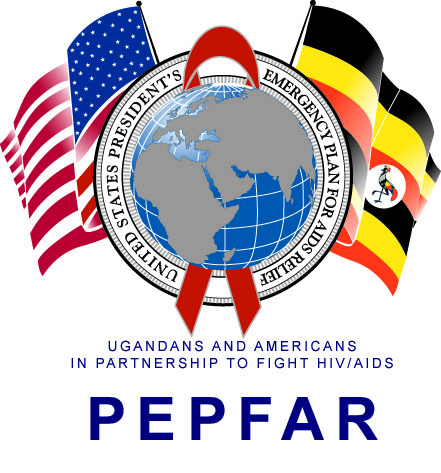 UNITED STATES PRESIDENT'S
EMERGENCY PLAN FOR AIDS RELIEF
UGANDANS AND AMERICANS
IN PARTNERSHIP TO FIGHT HIV/AIDS
PEPFAR